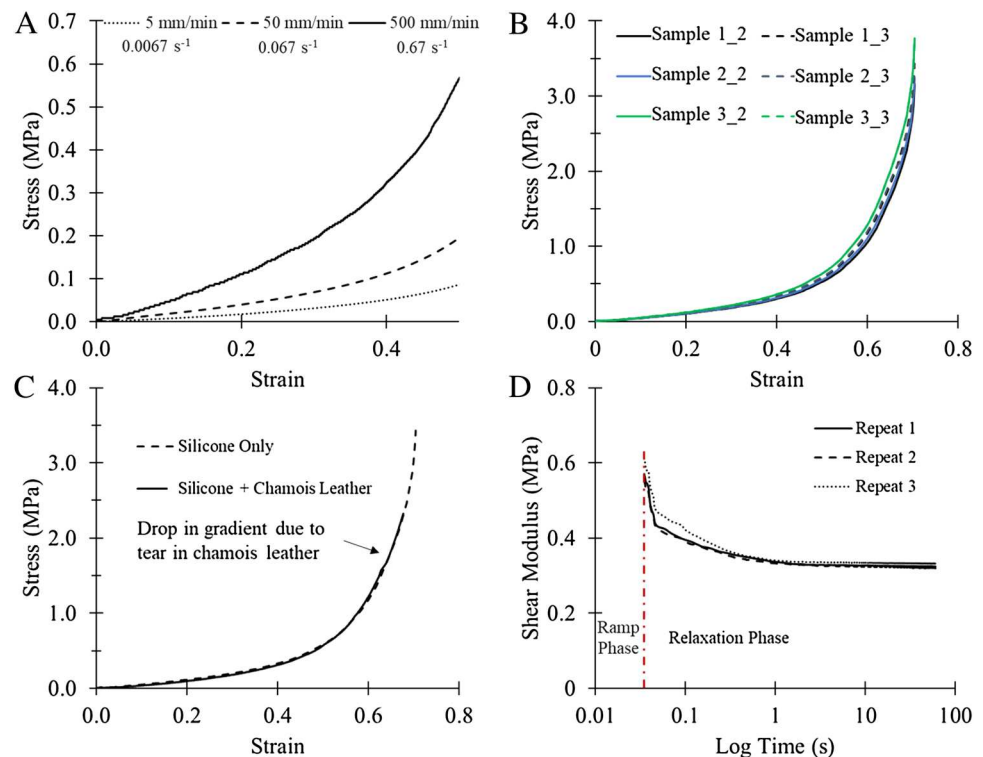 A
5 mm/min 50 mm/min 500 mm/min
0.0067 s-1 0.067 s-1 0.67 s-1
0.7
0.6
0.5
0.4
0.3
0.2
0.1
0.0
Stress (MPa)
0.0 0.2 0.4
Strain
B
Sample 1_2 Sample 1_3
Sample 2_2 Sample 2_3
Sample 3_2 Sample 3_3
4.0
3.0
2.0
1.0
0.0
Stress (MPa)
0 0.2 0.4 0.6 0.8
Strain
C
4.0
3.0
2.0
1.0
0.0
Stress (MPa)
Silicone Only
Silicone + Chamois Leather
Drop in gradient due to
tear in chamois leather
0.0 0.2 0.4 0.6 0.8
Strain
D
0.8
0.6
0.4
0.2
0
Shear Modulus (MPa)
Repeat 1
Repeat 2
Repeat 3
Ramp
Phase
Relaxation Phase
0.01 0.1 1 10 100
Log Time (s)